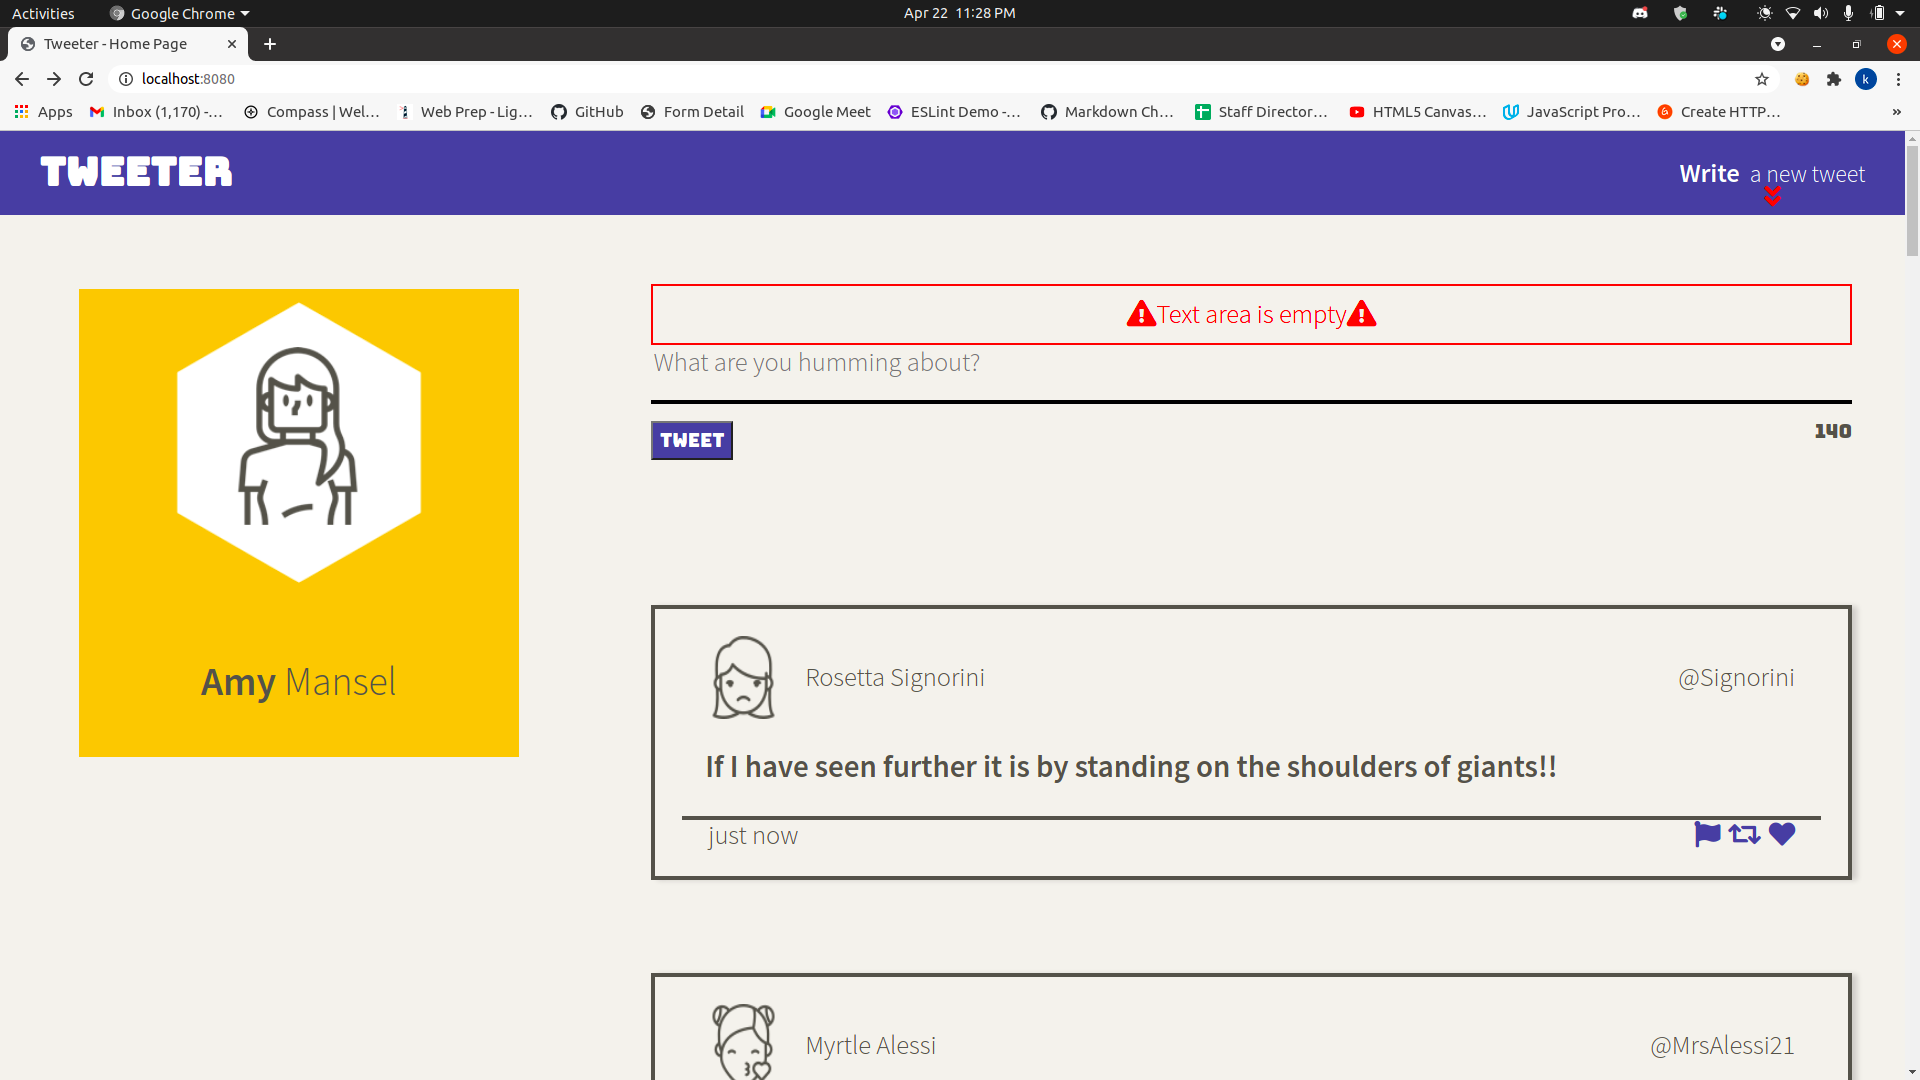 Activities
Google Chrome
Apr 22 11:28 PM
Tweeter - Home Page
localhost:8080
k
Apps
Inbox (1,170) -...
Compass | Wel...
Web Prep - Lig...
GitHub
Form Detail
Google Meet
ESLint Demo -...
Markdown Ch...
Staff Director...
HTML5 Canvas...
JavaScript Pro...
Create HTTP...
»
TWEETER
Write a new tweet
Text area is empty
What are you humming about?
TWEET
140
Amy Mansel
Rosetta Signorini
@Signorini
If I have seen further it is by standing on the shoulders of giants!!
just now
Myrtle Alessi
@MrsAlessi21